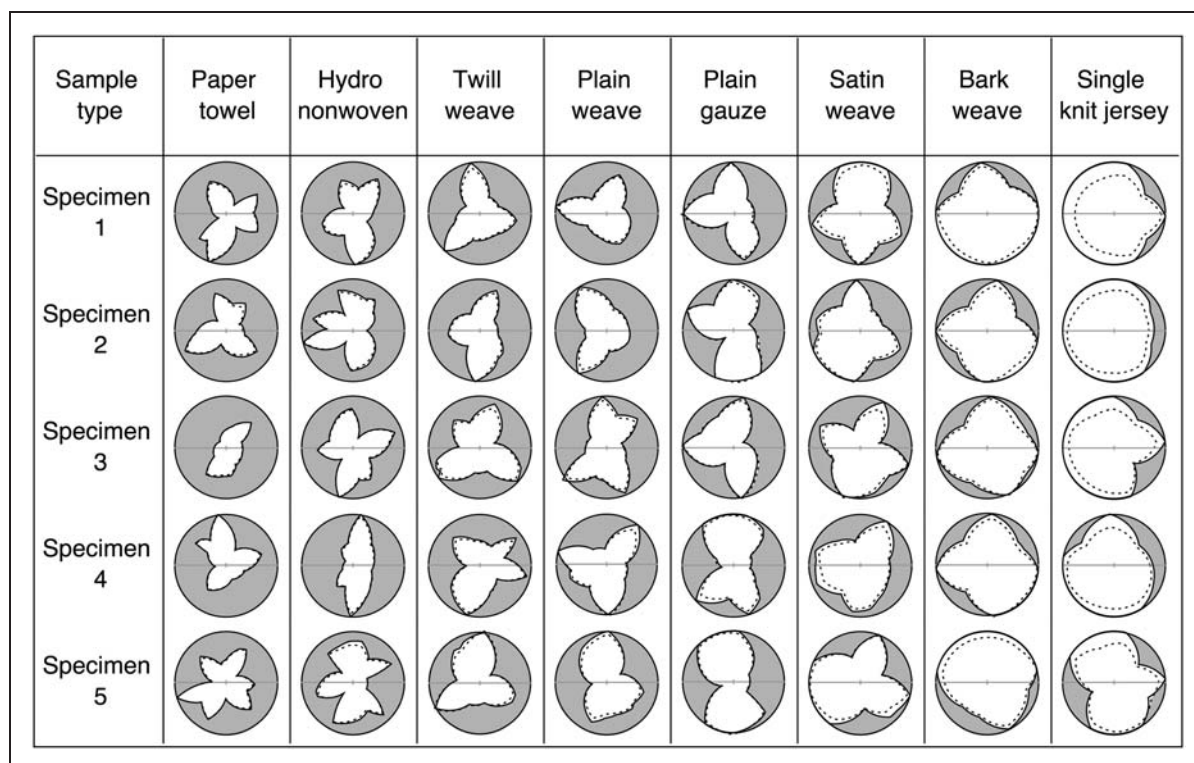 Sample type
Paper towel
Hydro nonwoven
Twill weave
Plain weave
Plain gauze
Satin weave
Bark weave
Single knit jersey
Specimen 1
Specimen 2
Specimen 3
Specimen 4
Specimen 5